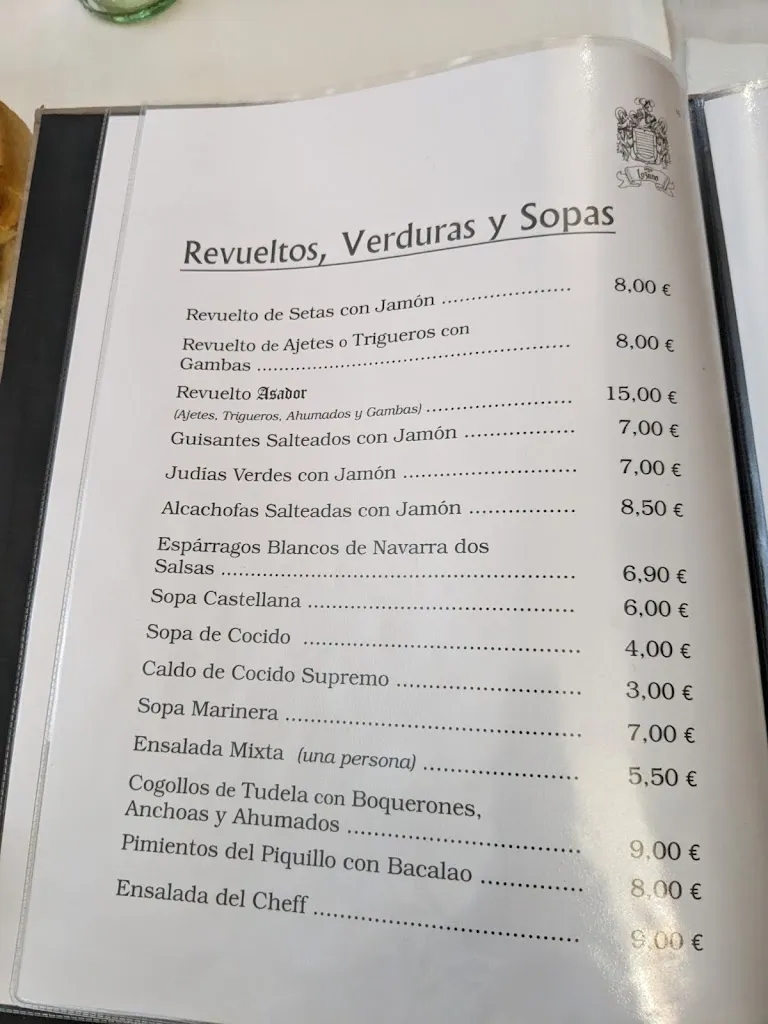 Revueltos, Verduras y Sopas
Revuelto de Setas con Jamón ........................ 8,00 €
Revuelto de Ajetes o Trigueros con
Gambas .......................................................... 8,00 €
Revuelto Asador 15,00 €
(Ajetes, Trigueros, Ahumados y Gambas) ...........................
Guisantes Salteados con Jamón .................... 7,00 €
Judías Verdes con Jamón ................................ 7,00 €
Alcachofas Salteadas con Jamón .................. 8,50 €
Espárragos Blancos de Navarra dos
Salsas ................................................................ 6,90 €
Sopa Castellana ................................................ 6,00 €
Sopa de Cocido ................................................. 4,00 €
Caldo de Cocido Supremo ................................ 3,00 €
Sopa Marinera .................................................... 7,00 €
Ensalada Mixta (una persona) ............................ 5,50 €
Cogollos de Tudela con Boquerones,
Anchoas y Ahumados .......................................... 9,00 €
Pimientos del Piquillo con Bacalao .................. 8,00 €
Ensalada del Cheff .............................................. 9,00 €